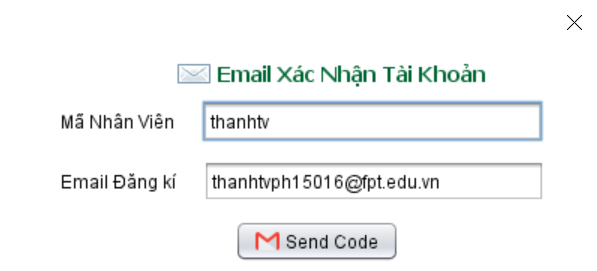 Email Xác Nhận Tài Khoản
Mã Nhân Viên thanhtv
Email Đăng kí thanhtvph15016@fpt.edu.vn
Send Code